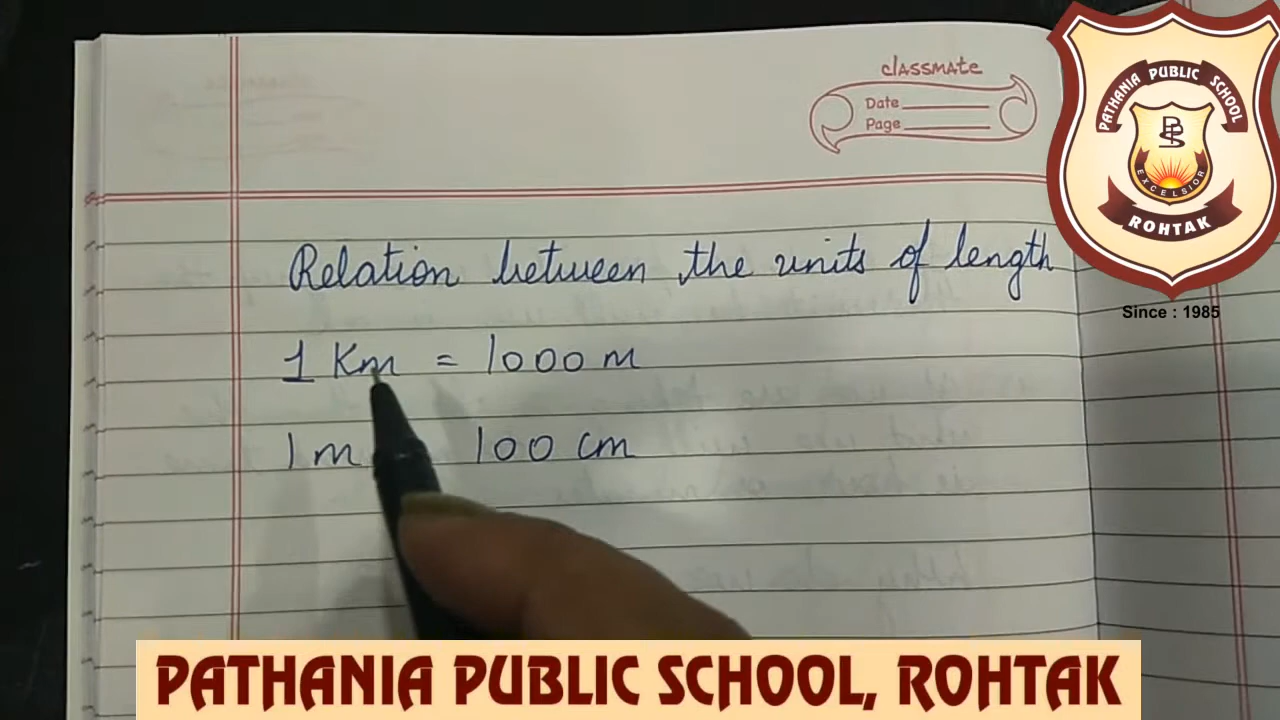 classmate
Date
Page
PATHANIA PUBLIC SCHOOL
PPS
EXCELSIOR
ROHTAK
Since : 1985
Relation between the units of length
1 Km = 1000 m
1 m 100 cm
PATHANIA PUBLIC SCHOOL, ROHTAK